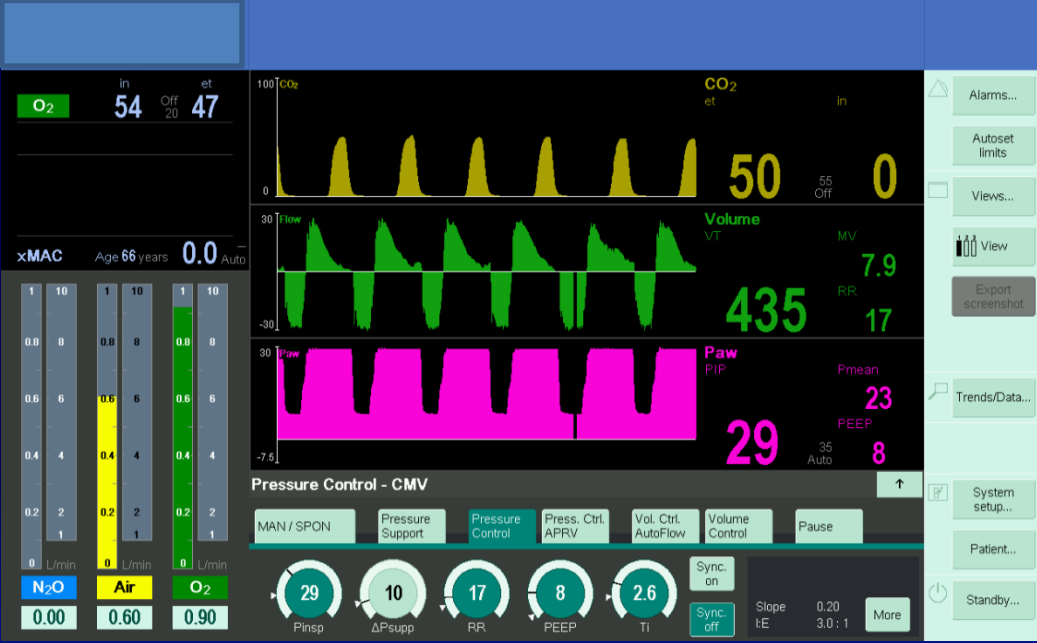 in et
O2 54 Off 20 47
xMAC Age 66 years 0.0 Auto
1 10 1 10 1 10
0.8 8 0.8 8 0.8 8
0.6 6 0.6 6 0.6 6
0.4 4 0.4 4 0.4 4
0.2 2 0.2 2 0.2 2
1 1 1
0 L/min 0 L/min 0 L/min
N2O Air O2
0.00 0.60 0.90
100 CO2
0
CO2
et in
50 55 Off 0
30 Flow
-30
Volume
VT MV
7.9
435 RR
17
30 Paw
-7.5
Paw
PIP Pmean
23
PEEP
29 35 Auto 8
Pressure Control - CMV ↑
MAN / SPON
Pressure Support
Pressure Control
Press. Ctrl. APRV
Vol. Ctrl. AutoFlow
Volume Control
Pause
29 10 17 8 2.6
Pinsp ΔPsupp RR PEEP Ti
Sync. on
Sync. off
Slope 0.20
I:E 3.0 : 1
More
Alarms...
Autoset
limits
Views...
1 2 3 View
Export
screenshot
Trends/Data...
System
setup...
Patient...
Standby...